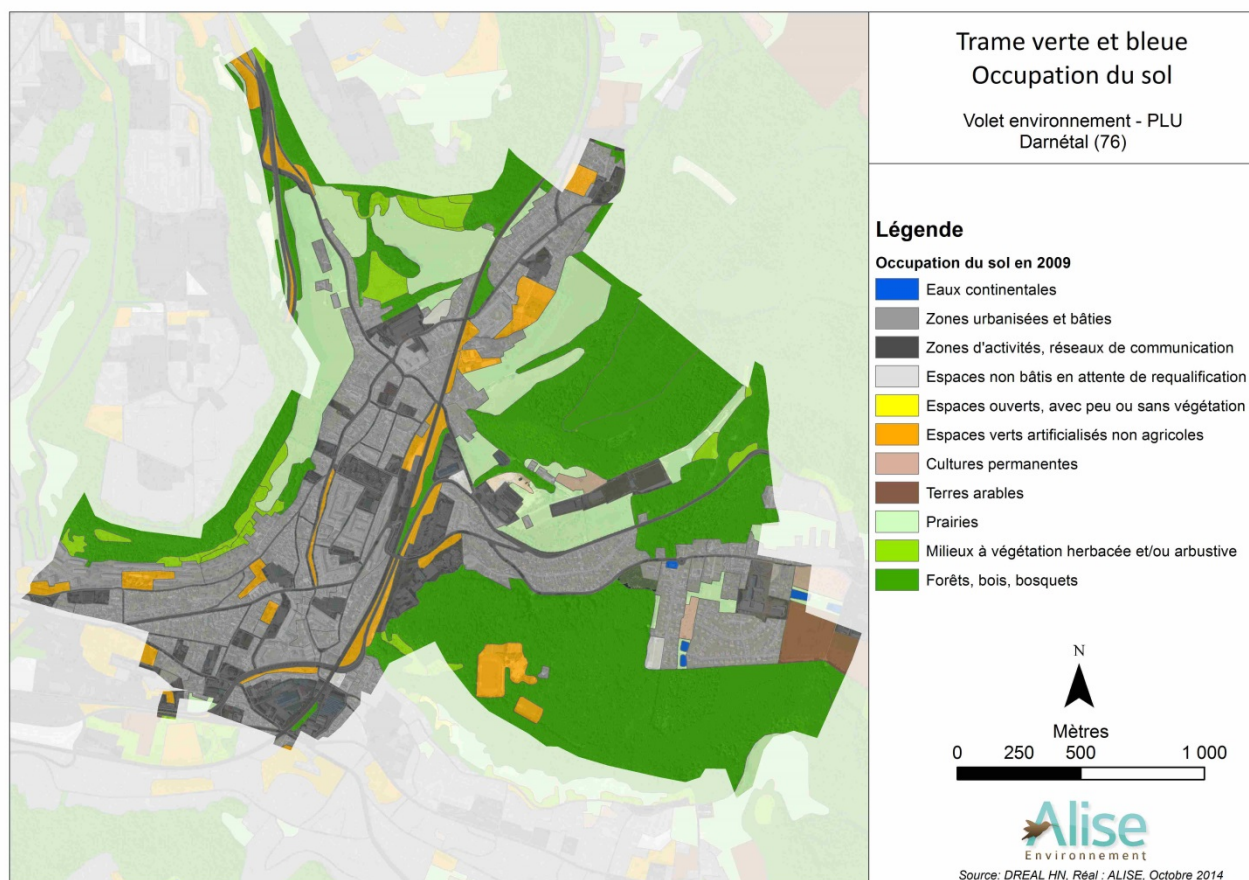 Trame verte et bleue
Occupation du sol
Volet environnement - PLU
Darnétal (76)
Légende
Occupation du sol en 2009
Eaux continentales
Zones urbanisées et bâties
Zones d'activités, réseaux de communication
Espaces non bâtis en attente de requalification
Espaces ouverts, avec peu ou sans végétation
Espaces verts artificialisés non agricoles
Cultures permanentes
Terres arables
Prairies
Milieux à végétation herbacée et/ou arbustive
Forêts, bois, bosquets
N
Mètres
0 250 500 1 000
Alise
Environnement
Source: DREAL HN, Réal : ALISE, Octobre 2014